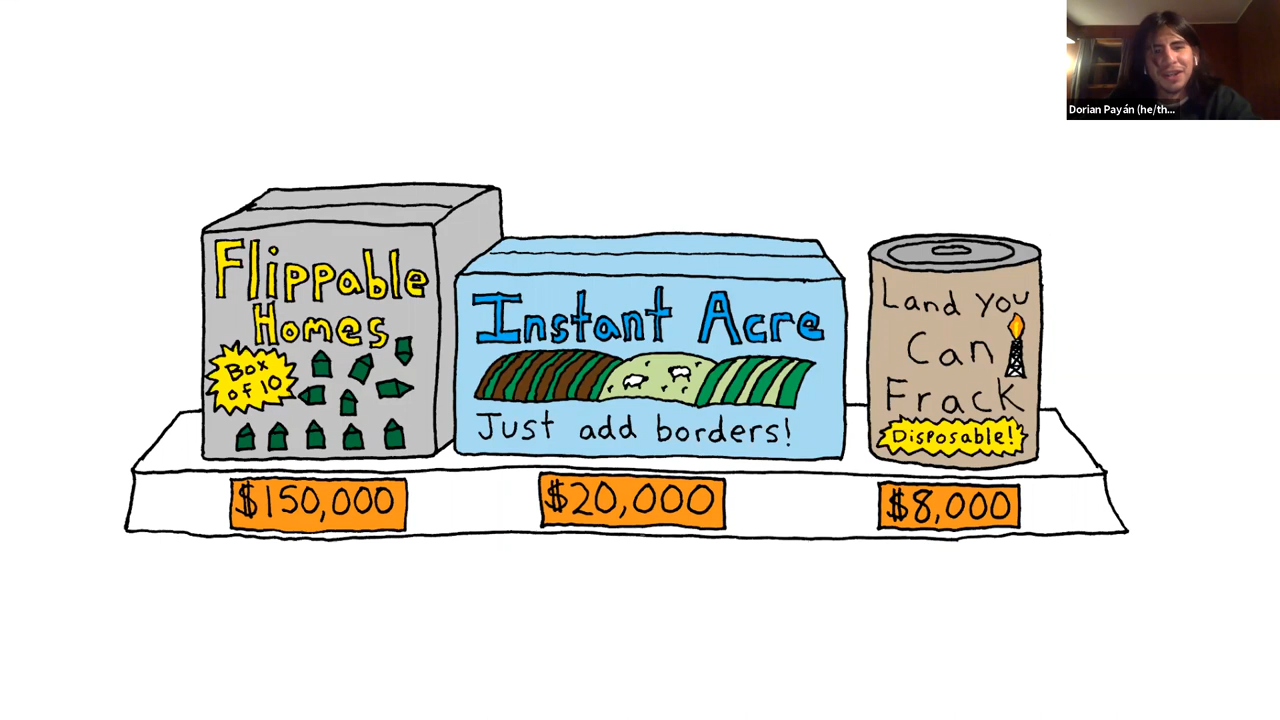 Dorian Payán (he/th...
Flippable
Homes
Box
of 10
Instant Acre
Just add borders!
Land you
Can
Frack
Disposable!
$150,000
$20,000
$8,000